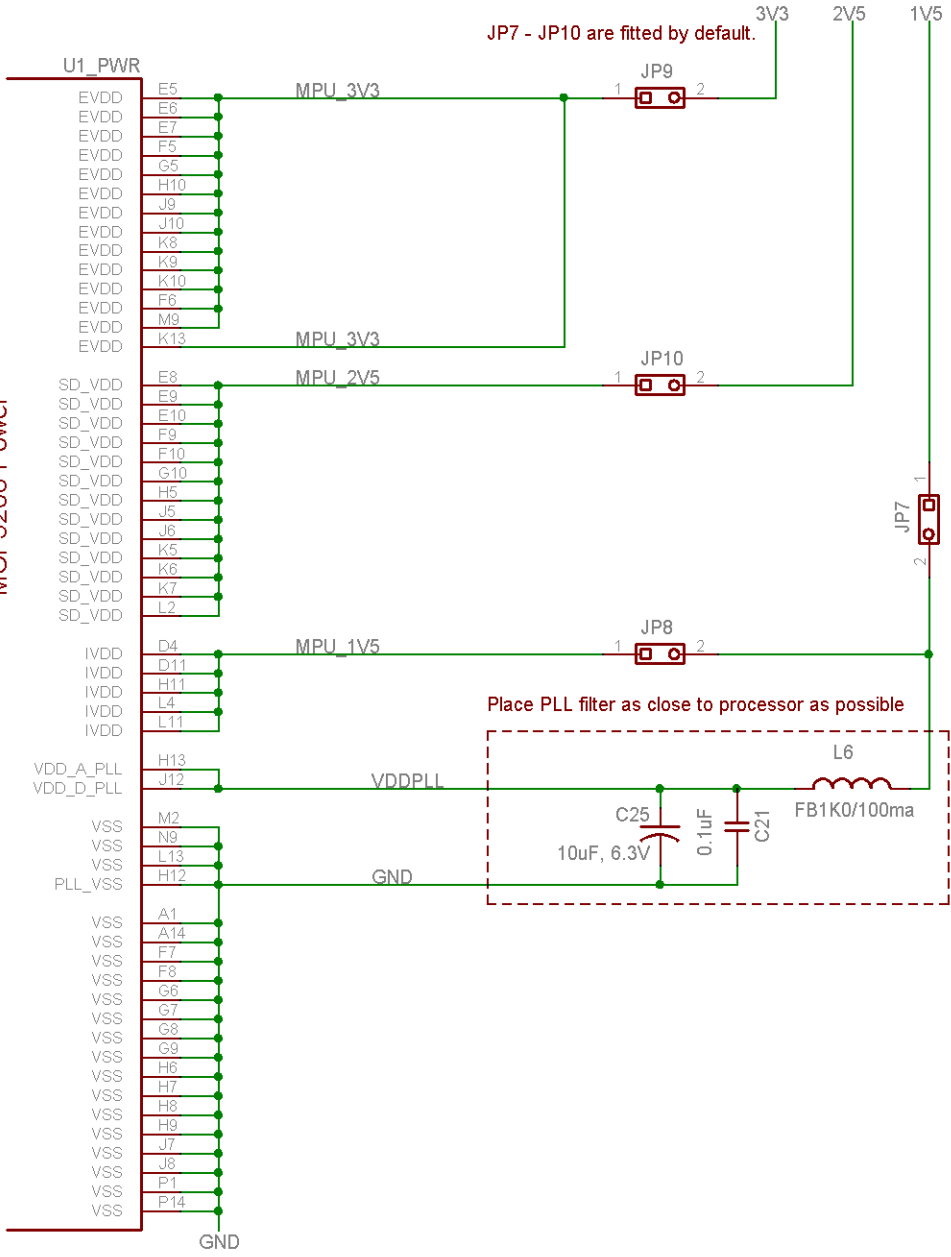 3V3 2V5 1V5
JP7 - JP10 are fitted by default.
U1_PWR
JP9
EVDD E5 MPU_3V3 1 2
EVDD E6
EVDD E7
EVDD F5
EVDD G5
EVDD H10
EVDD J9
EVDD J10
EVDD K8
EVDD K9
EVDD K10
EVDD F6
EVDD M9
EVDD K13 MPU_3V3
JP10
SD_VDD E8 MPU_2V5 1 2
SD_VDD E9
SD_VDD E10
SD_VDD F9
SD_VDD F10
SD_VDD G10
SD_VDD H5
SD_VDD J5
SD_VDD J6
SD_VDD K5
SD_VDD K6
SD_VDD K7
SD_VDD L2
1
JP7
2
JP8
IVDD D4 MPU_1V5 1 2
IVDD D11
IVDD H11
IVDD L4
IVDD L11
Place PLL filter as close to processor as possible
L6
VDD_A_PLL H13
VDD_D_PLL J12 VDDPLL
FB1K0/100ma
C25
10uF, 6.3V
0.1uF
C21
VSS M2
VSS N9
VSS L13
PLL_VSS H12 GND
VSS A1
VSS A14
VSS F7
VSS F8
VSS G6
VSS G7
VSS G8
VSS G9
VSS H6
VSS H7
VSS H8
VSS H9
VSS J7
VSS J8
VSS P1
VSS P14
GND